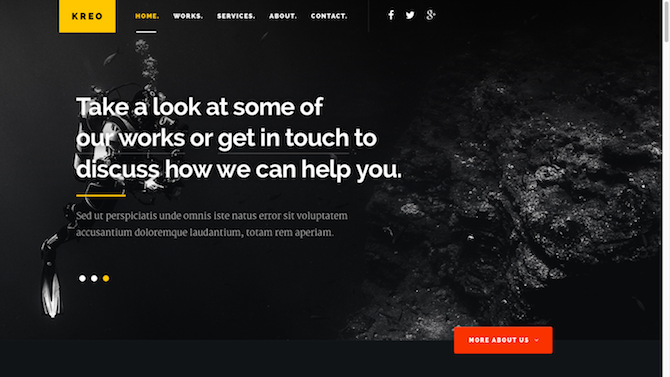 KREO
HOME. WORKS. SERVICES. ABOUT. CONTACT.
Take a look at some of
our works or get in touch to
discuss how we can help you.
Sed ut perspiciatis unde omnis iste natus error sit voluptatem
accusantium doloremque laudantium, totam rem aperiam.
MORE ABOUT US